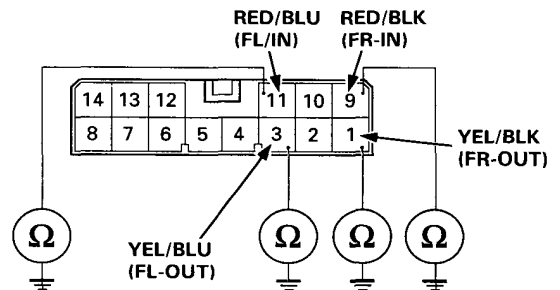 RED/BLU
(FL/IN)
RED/BLK
(FR-IN)
14 13 12 11 10 9
8 7 6 5 4 3 2 1
YEL/BLK
(FR-OUT)
YEL/BLU
(FL-OUT)
Ω Ω Ω Ω